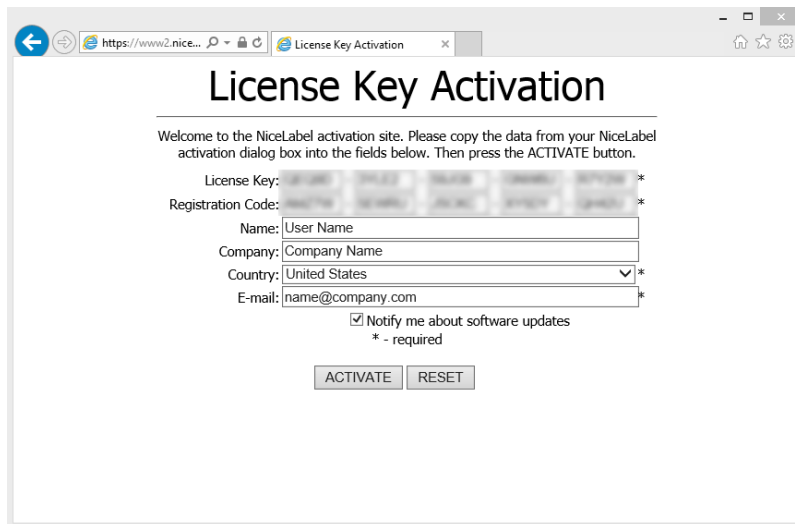 https://www2.nice...
License Key Activation
License Key Activation
Welcome to the NiceLabel activation site. Please copy the data from your NiceLabel
activation dialog box into the fields below. Then press the ACTIVATE button.
License Key: - - - - *
Registration Code: - - - - *
Name: User Name
Company: Company Name
Country: United States *
E-mail: name@company.com *
Notify me about software updates
* - required
ACTIVATE RESET